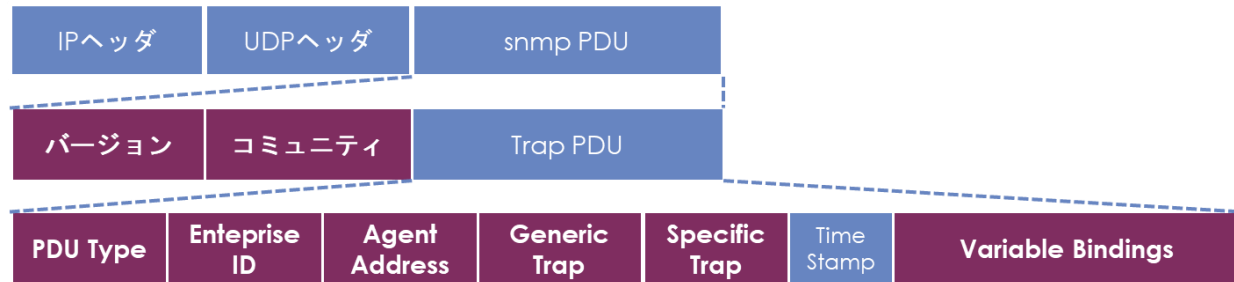 IPヘッダ
UDPヘッダ
snmp PDU
バージョン
コミュニティ
Trap PDU
PDU Type
Enteprise
ID
Agent
Address
Generic
Trap
Specific
Trap
Time
Stamp
Variable Bindings